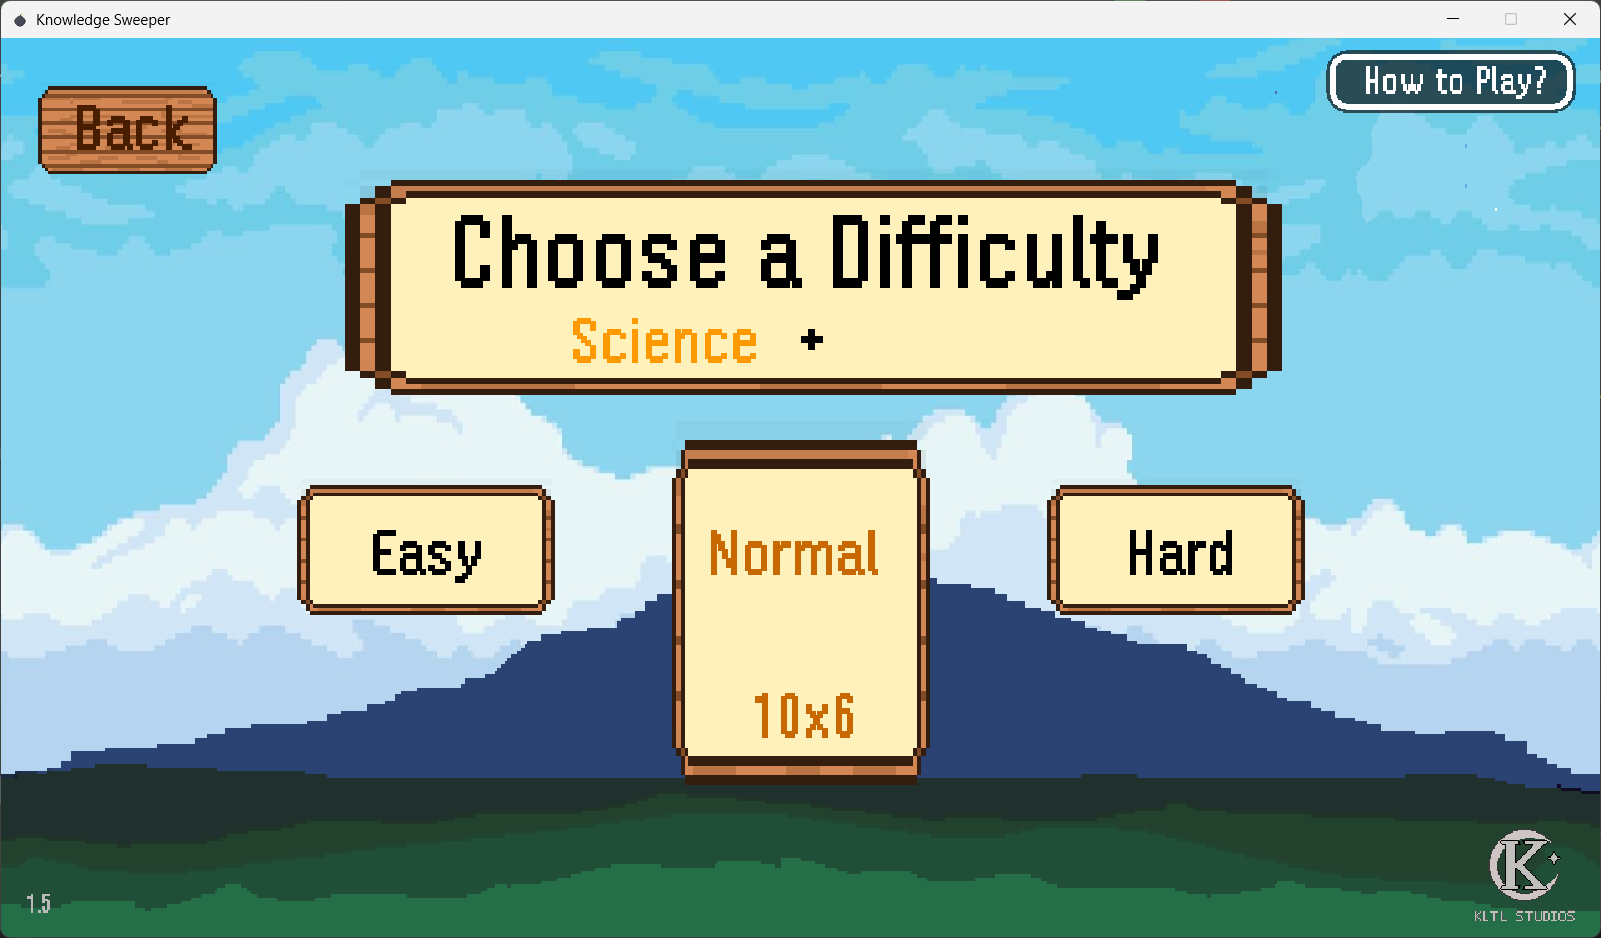 Knowledge Sweeper
How to Play?
Back
Choose a Difficulty
Science +
Easy
Normal
Hard
10x6
1.5
K
KLTL STUDIOS